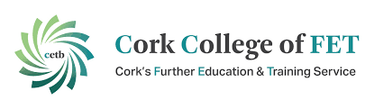 cetb
Cork College of FET
Cork's Further Education & Training Service